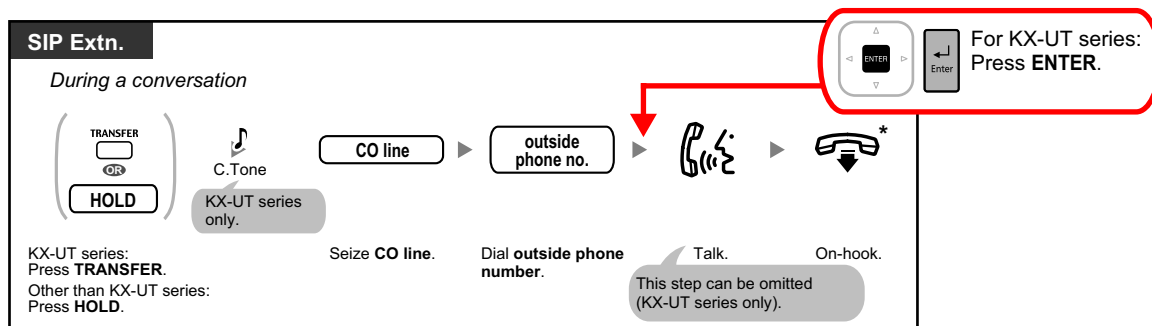 SIP Extn.
For KX-UT series:
Press ENTER.
ENTER
Enter
During a conversation
TRANSFER
OR
HOLD
C.Tone
KX-UT series
only.
CO line
outside
phone no.
*
KX-UT series:
Press TRANSFER.
Other than KX-UT series:
Press HOLD.
Seize CO line.
Dial outside phone
number.
Talk.
This step can be omitted
(KX-UT series only).
On-hook.